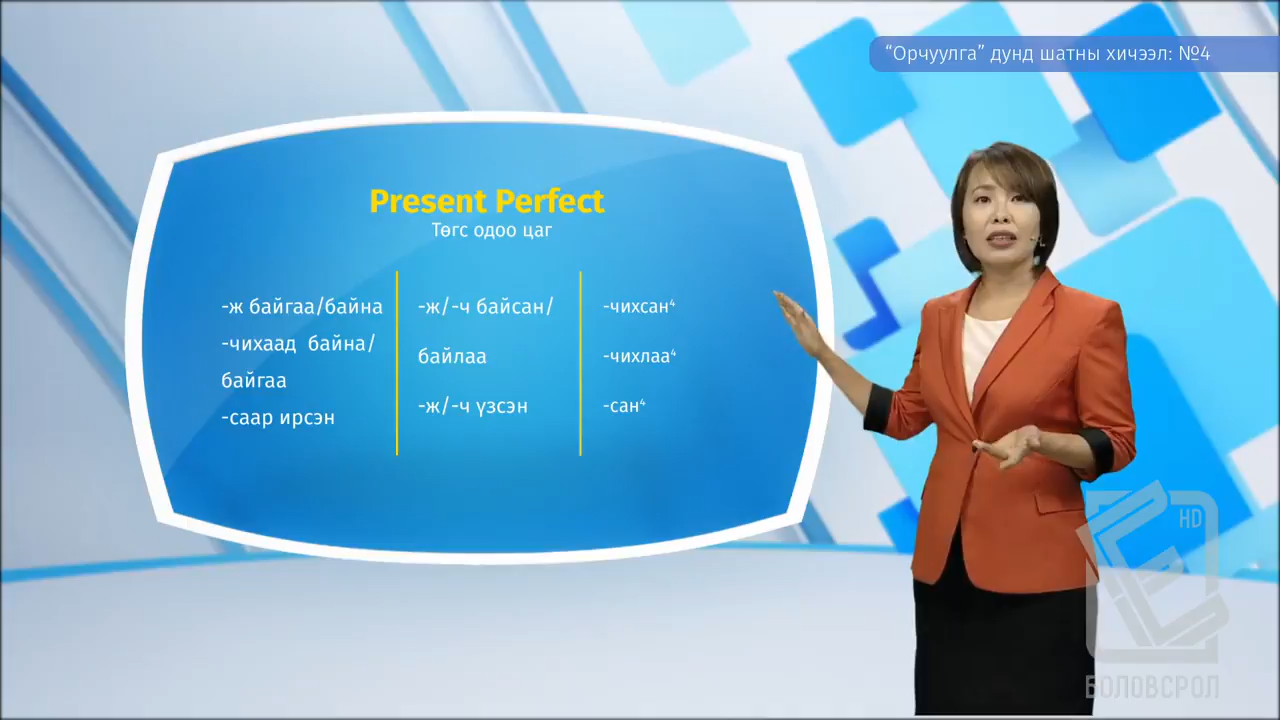 “Орчуулга” дунд шатны хичээл: №4
Present Perfect
Төгс одоо цаг
-ж байгаа/байна
-чихаад байна/
байгаа
-саар ирсэн
-ж/-ч байсан/
байлаа
-ж/-ч үзсэн
-чихсан⁴
-чихлаа⁴
-сан⁴
HD
БОЛОВСРОЛ